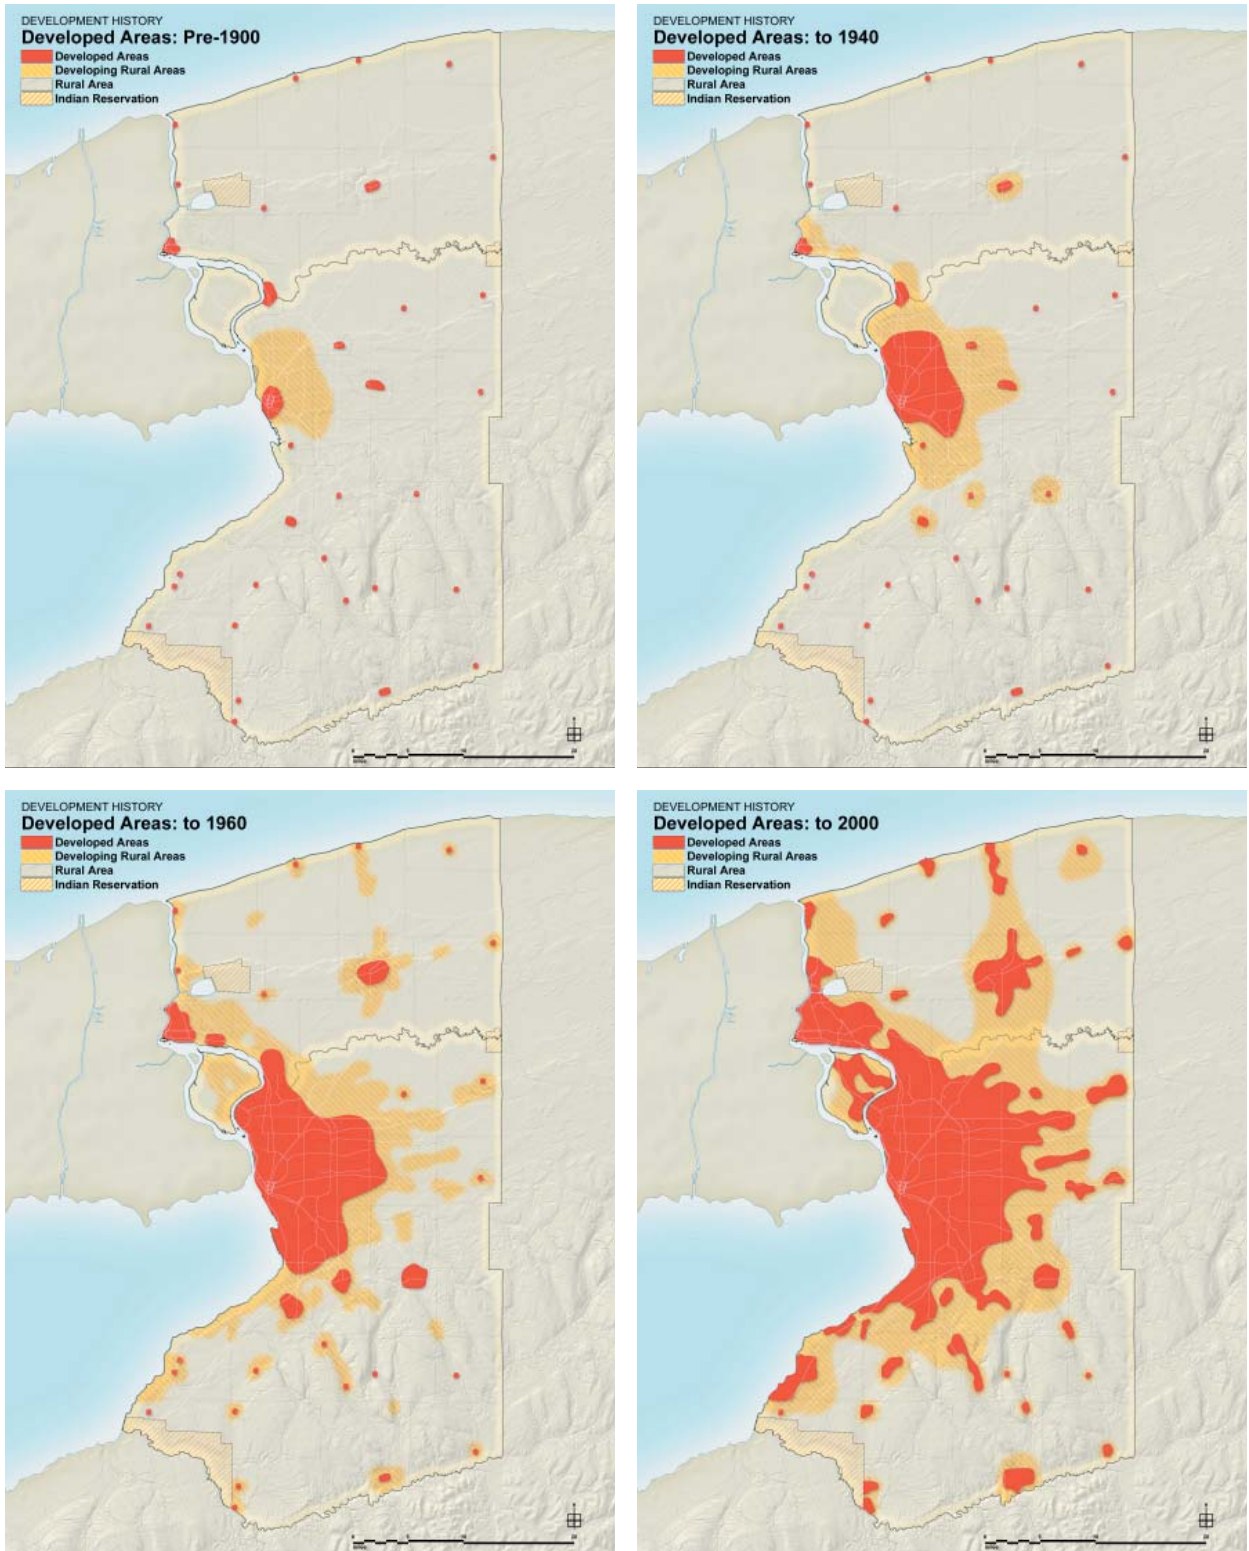 DEVELOPMENT HISTORY
Developed Areas: Pre-1900
Developed Areas
Developing Rural Areas
Rural Area
Indian Reservation
DEVELOPMENT HISTORY
Developed Areas: to 1940
Developed Areas
Developing Rural Areas
Rural Area
Indian Reservation
DEVELOPMENT HISTORY
Developed Areas: to 1960
Developed Areas
Developing Rural Areas
Rural Area
Indian Reservation
DEVELOPMENT HISTORY
Developed Areas: to 2000
Developed Areas
Developing Rural Areas
Rural Area
Indian Reservation